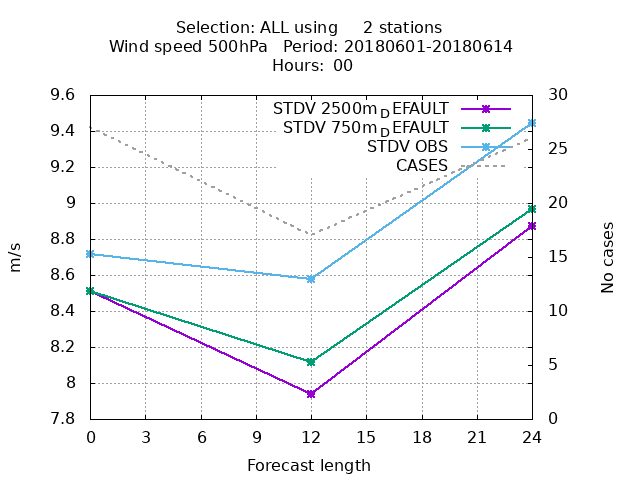 Selection: ALL using     2 stations
Wind speed 500hPa   Period: 20180601-20180614
Hours:  00
STDV 2500m_DEFAULT
STDV 750m_DEFAULT
STDV OBS
CASES
9.6
9.4
9.2
9
8.8
8.6
8.4
8.2
8
7.8
m/s
30
25
20
15
10
5
0
No cases
0 3 6 9 12 15 18 21 24
Forecast length